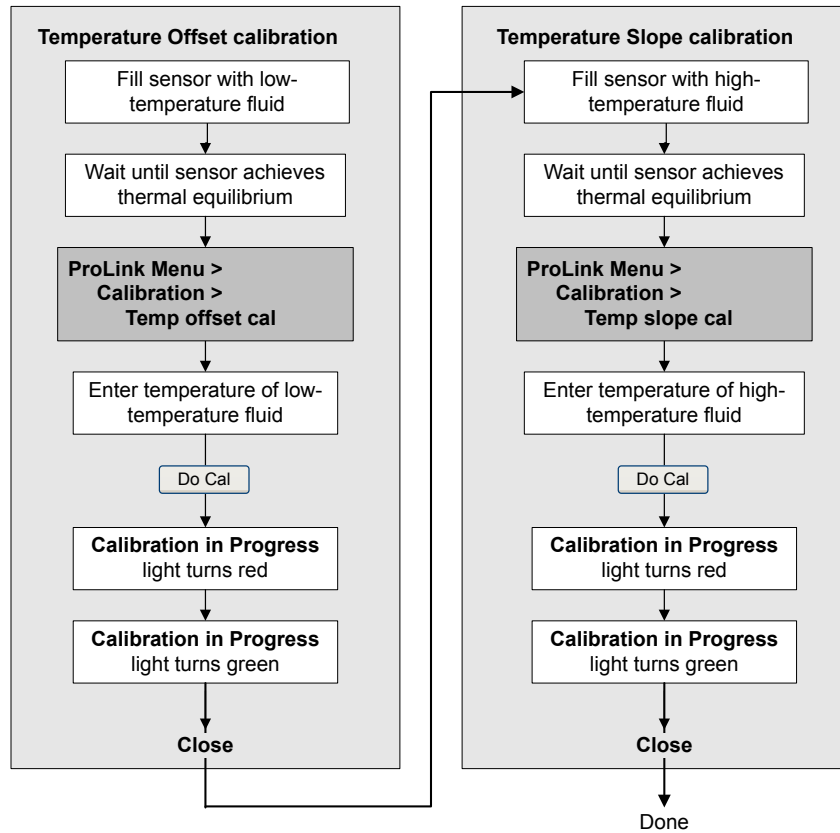 Temperature Offset calibration
Fill sensor with low-
temperature fluid
Wait until sensor achieves
thermal equilibrium
ProLink Menu >
Calibration >
Temp offset cal
Enter temperature of low-
temperature fluid
Do Cal
Calibration in Progress
light turns red
Calibration in Progress
light turns green
Close
Temperature Slope calibration
Fill sensor with high-
temperature fluid
Wait until sensor achieves
thermal equilibrium
ProLink Menu >
Calibration >
Temp slope cal
Enter temperature of high-
temperature fluid
Do Cal
Calibration in Progress
light turns red
Calibration in Progress
light turns green
Close
Done